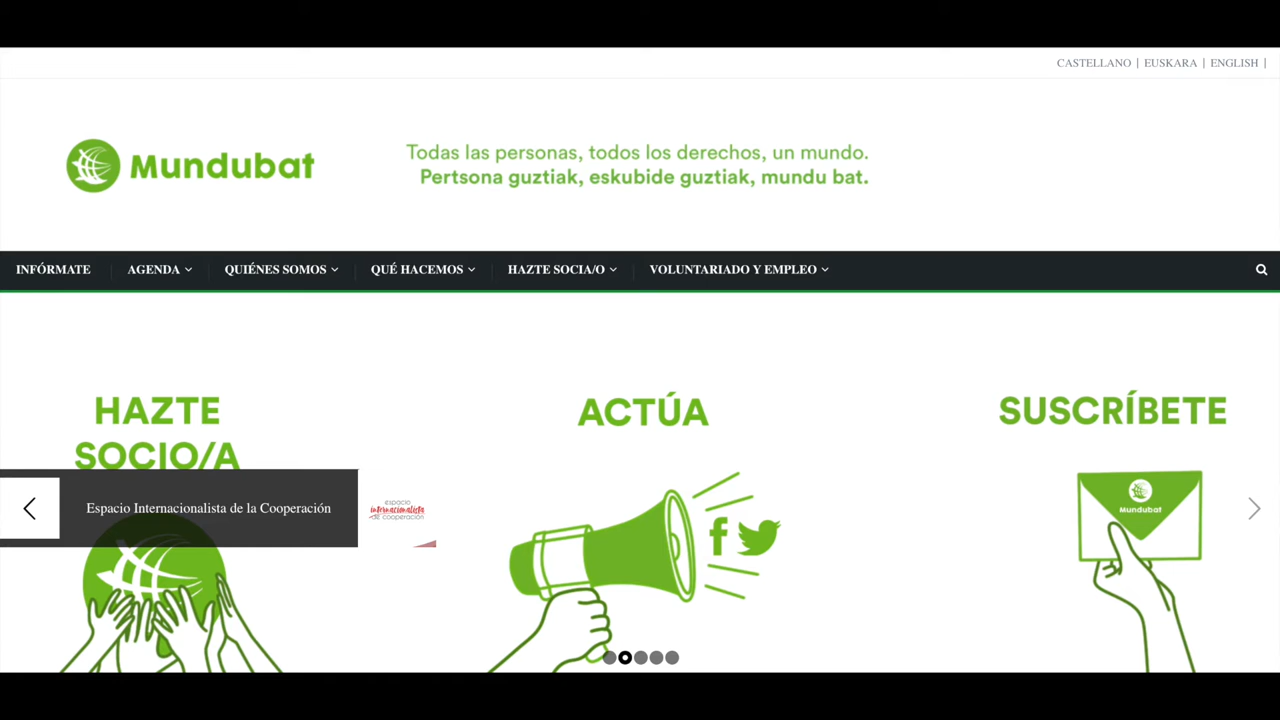 CASTELLANO | EUSKARA | ENGLISH |
Mundubat
Todas las personas, todos los derechos, un mundo.
Pertsona guztiak, eskubide guztiak, mundu bat.
INFÓRMATE AGENDA QUIÉNES SOMOS QUÉ HACEMOS HAZTE SOCIA/O VOLUNTARIADO Y EMPLEO
HAZTE
SOCIO/A
ACTÚA
SUSCRÍBETE
Espacio Internacionalista de la Cooperación
espacio
internacionalista
de cooperación
Mundubat